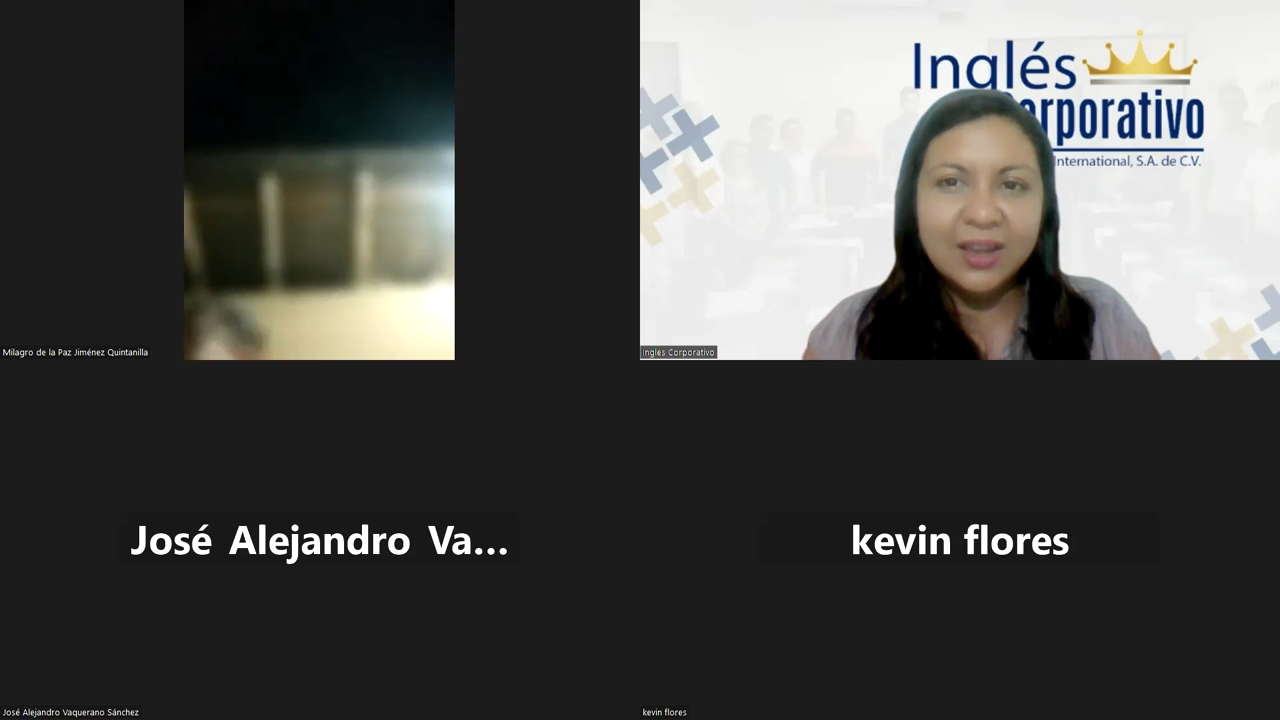 Inglés
Corporativo
International, S.A. de C.V.
Milagro de la Paz Jiménez Quintanilla
Ingles Corporativo
José Alejandro Va...
kevin flores
José Alejandro Vaquerano Sánchez
kevin flores